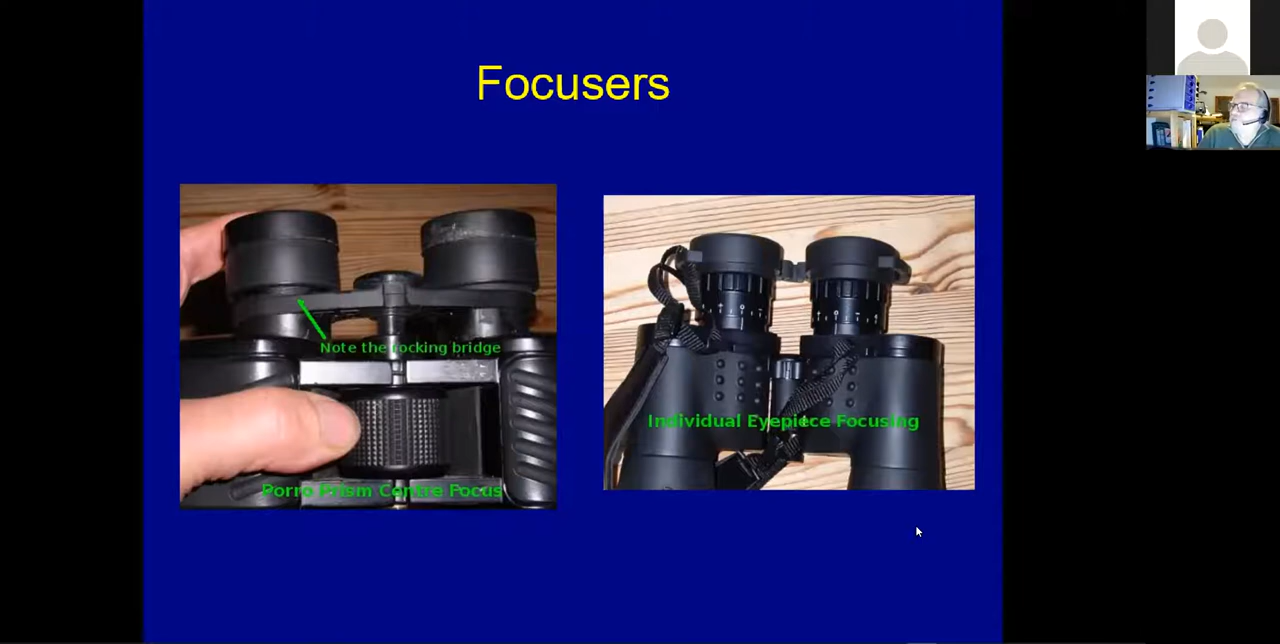 Focusers
Note the rocking bridge
Porro Prism Centre Focus
Individual Eyepiece Focusing